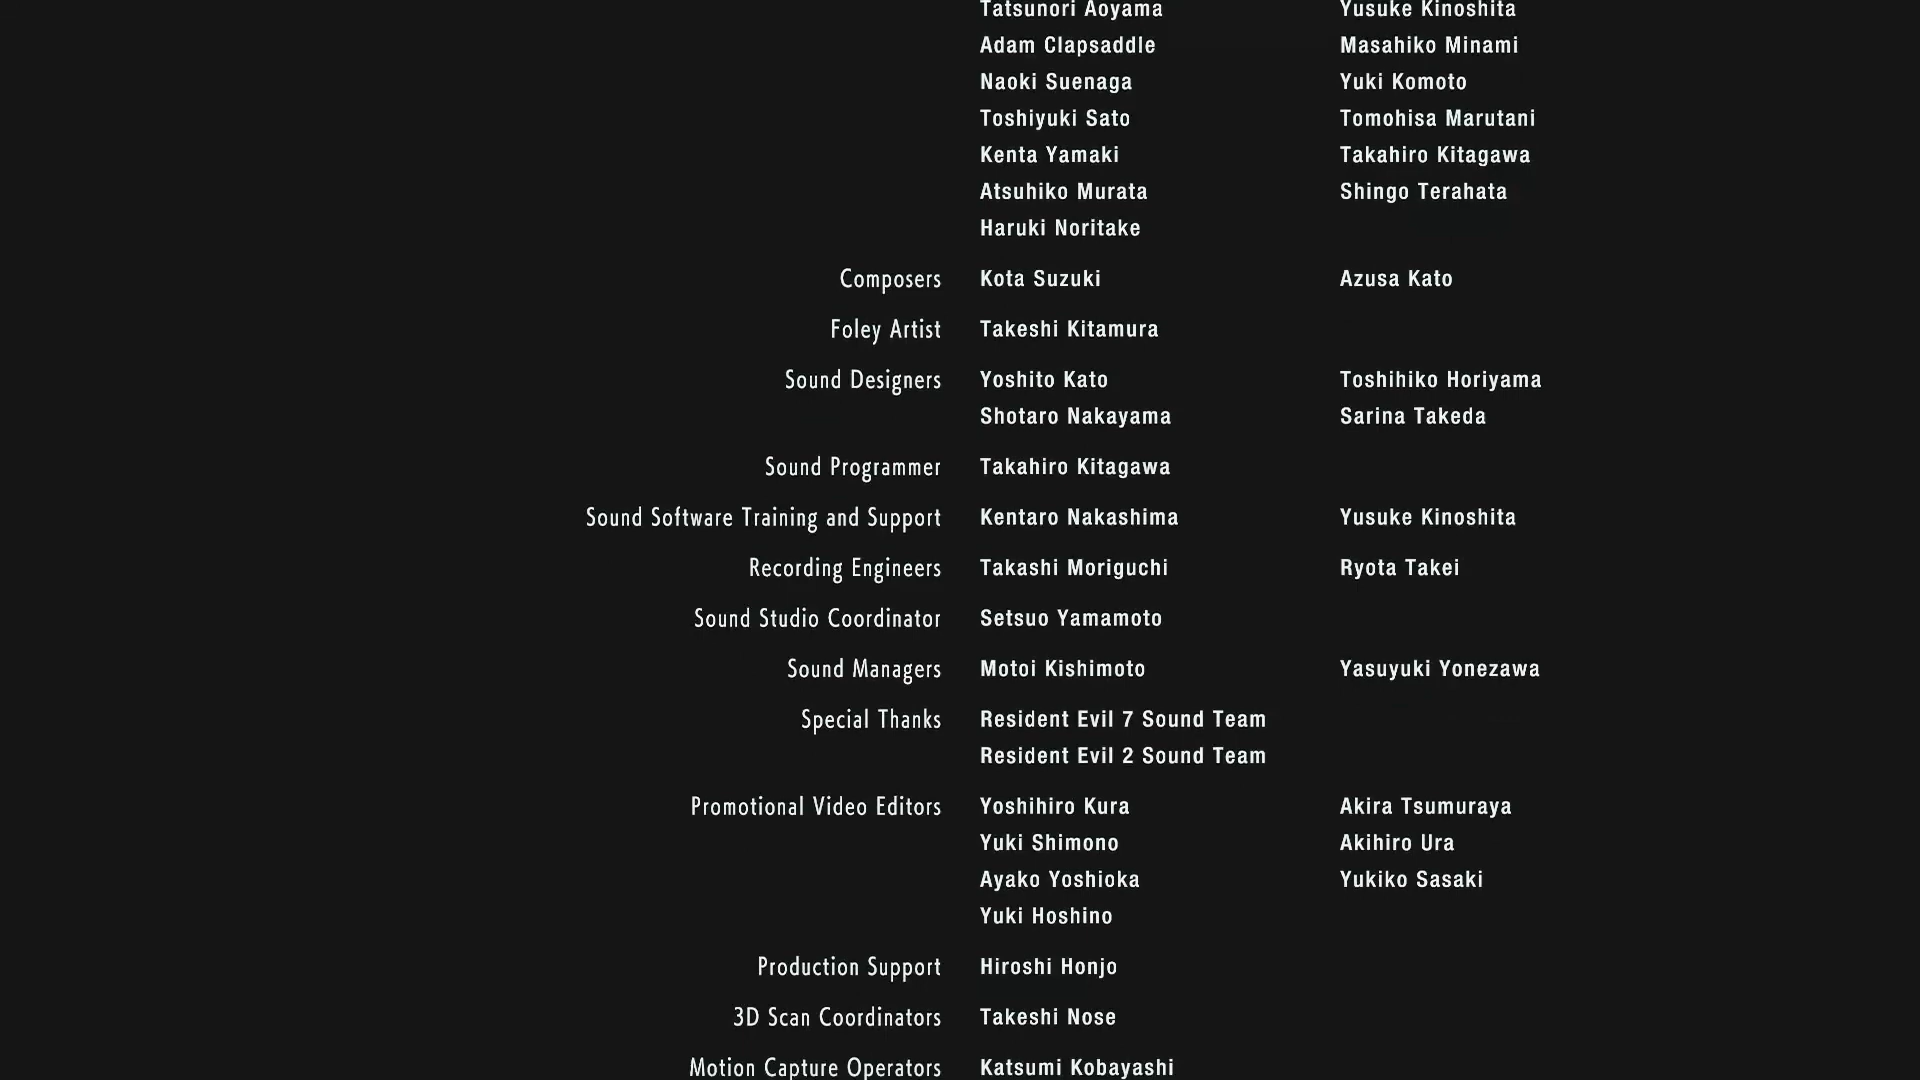 Tatsunori Aoyama Yusuke Kinoshita
Adam Clapsaddle Masahiko Minami
Naoki Suenaga Yuki Komoto
Toshiyuki Sato Tomohisa Marutani
Kenta Yamaki Takahiro Kitagawa
Atsuhiko Murata Shingo Terahata
Haruki Noritake
Composers Kota Suzuki Azusa Kato
Foley Artist Takeshi Kitamura
Sound Designers Yoshito Kato Toshihiko Horiyama
Shotaro Nakayama Sarina Takeda
Sound Programmer Takahiro Kitagawa
Sound Software Training and Support Kentaro Nakashima Yusuke Kinoshita
Recording Engineers Takashi Moriguchi Ryota Takei
Sound Studio Coordinator Setsuo Yamamoto
Sound Managers Motoi Kishimoto Yasuyuki Yonezawa
Special Thanks Resident Evil 7 Sound Team
Resident Evil 2 Sound Team
Promotional Video Editors Yoshihiro Kura Akira Tsumuraya
Yuki Shimono Akihiro Ura
Ayako Yoshioka Yukiko Sasaki
Yuki Hoshino
Production Support Hiroshi Honjo
3D Scan Coordinators Takeshi Nose
Motion Capture Operators Katsumi Kobayashi